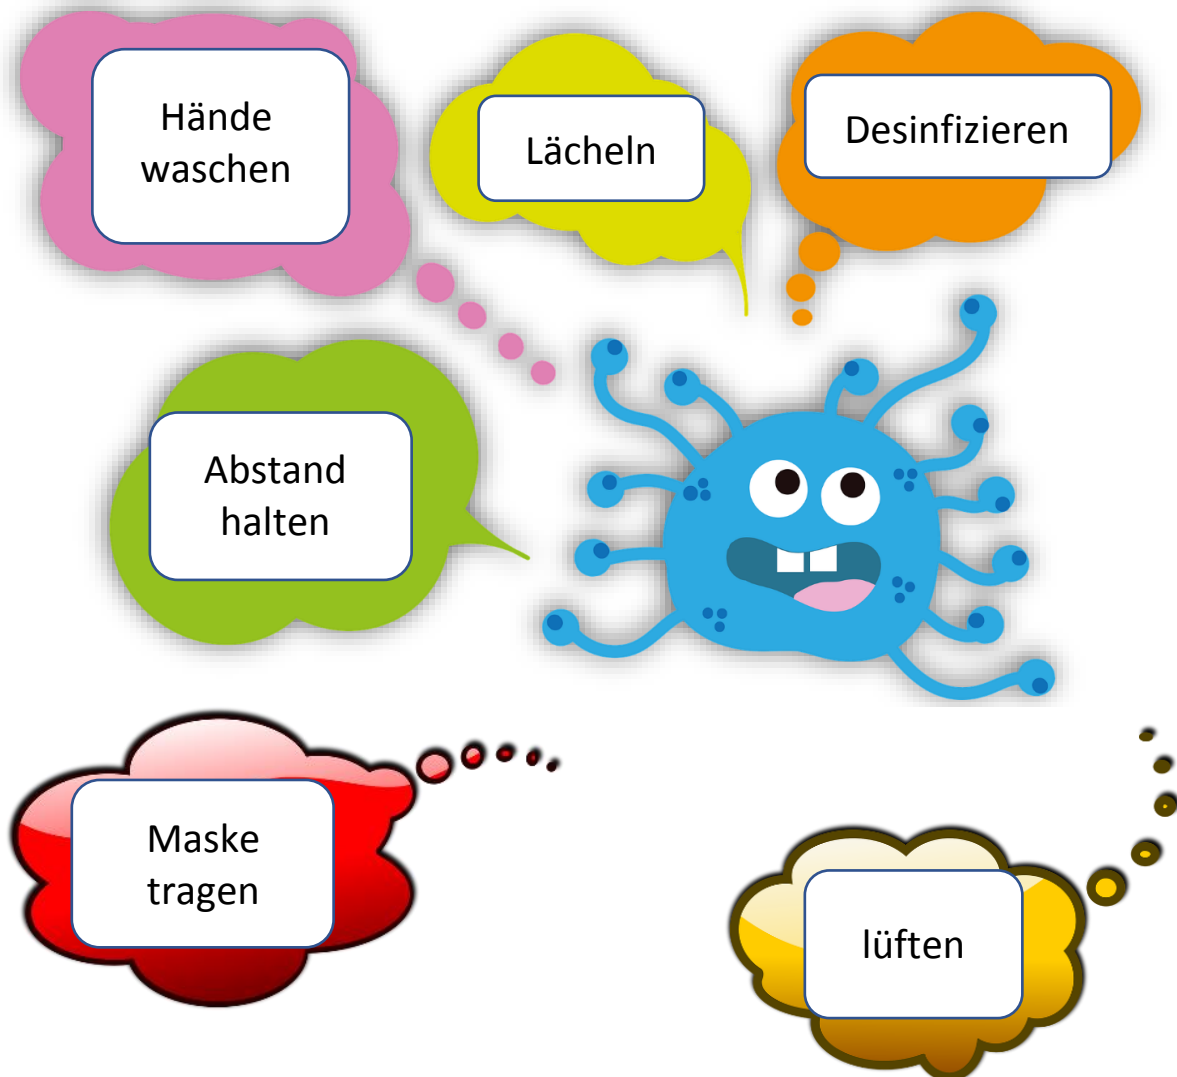 Hände
waschen
Lächeln
Desinfizieren
Abstand
halten
Maske
tragen
lüften